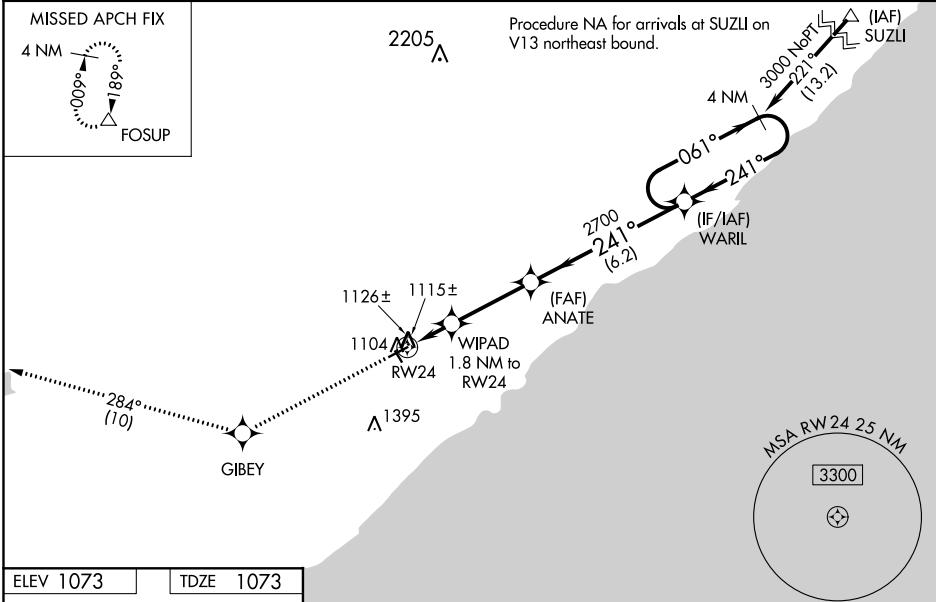 MISSED APCH FIX
4 NM
009°
189°
FOSUP
2205
Procedure NA for arrivals at SUZLI on
V13 northeast bound.
(IAF)
SUZLI
3000 NoPT
221°
(13.2)
4 NM
061°
241°
(IF/IAF)
WARIL
2700
241°
(6.2)
(FAF)
ANATE
1126±
1115±
1104
WIPAD
1.8 NM to
RW24
RW24
284°
(10)
1395
GIBEY
MSA RW24 25 NM
3300
ELEV 1073
TDZE 1073